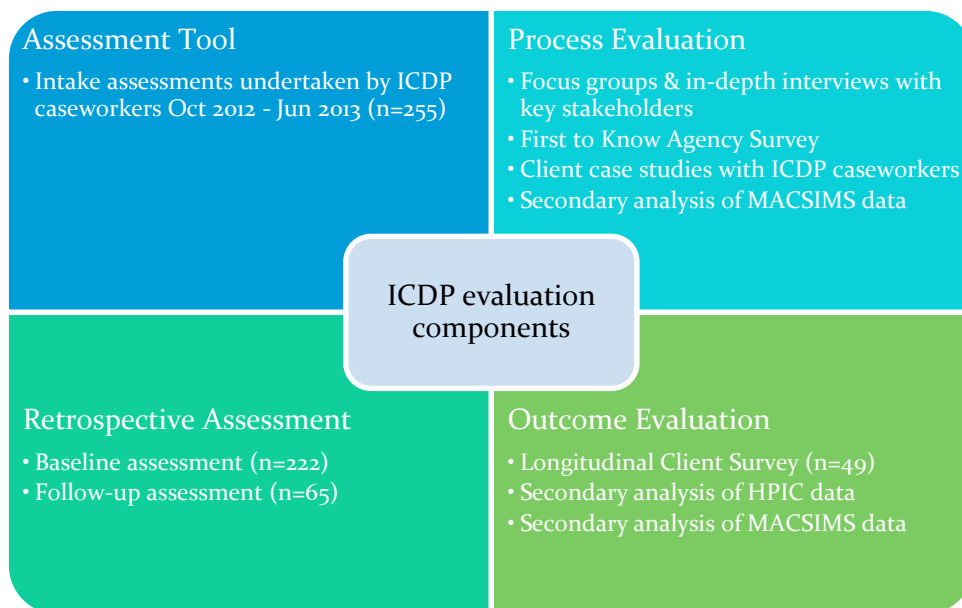 Assessment Tool
• Intake assessments undertaken by ICDP
caseworkers Oct 2012 - Jun 2013 (n=255)
Process Evaluation
• Focus groups & in-depth interviews with
key stakeholders
• First to Know Agency Survey
• Client case studies with ICDP caseworkers
• Secondary analysis of MACSIMS data
ICDP evaluation
components
Retrospective Assessment
• Baseline assessment (n=222)
• Follow-up assessment (n=65)
Outcome Evaluation
• Longitudinal Client Survey (n=49)
• Secondary analysis of HPIC data
• Secondary analysis of MACSIMS data